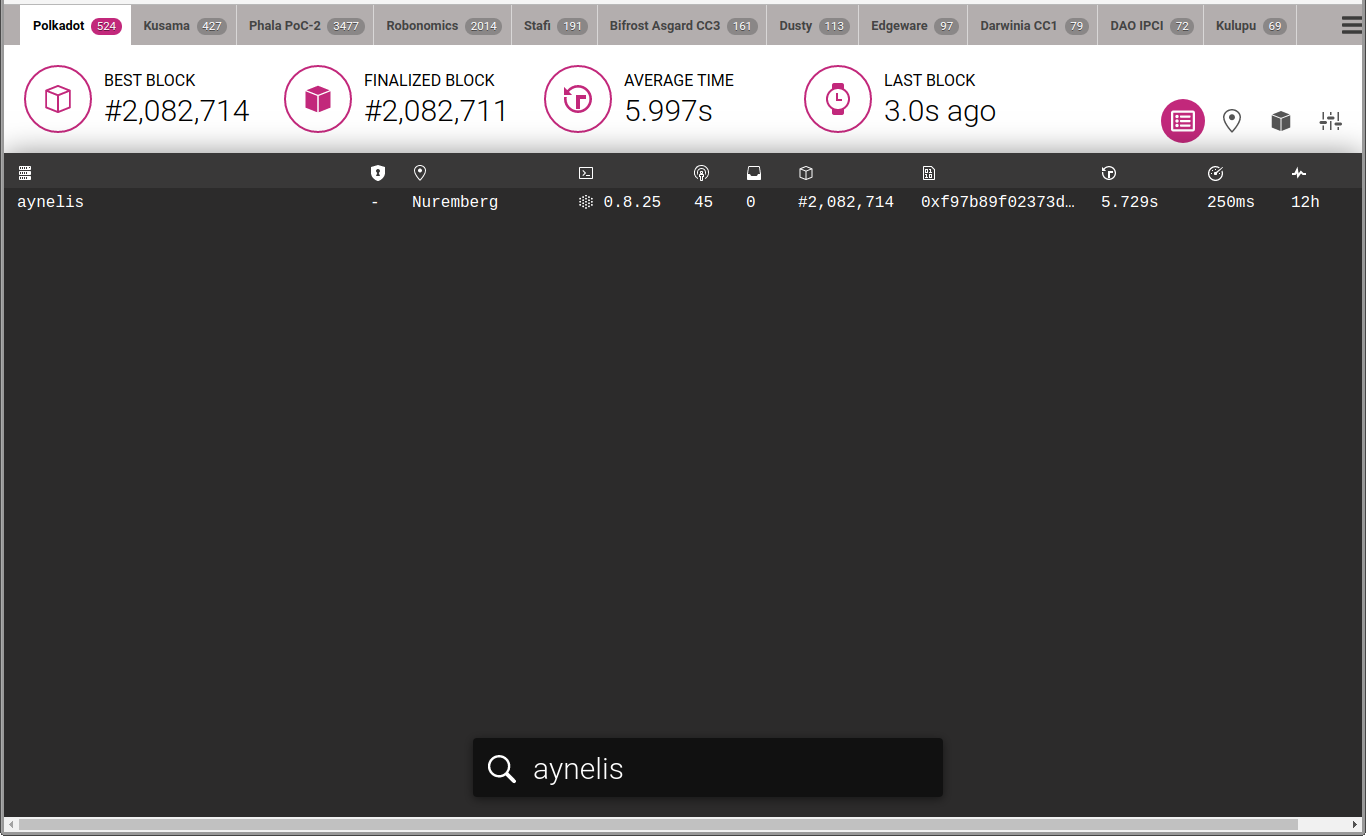 Polkadot 524 Kusama 427 Phala PoC-2 3477 Robonomics 2014 Stafi 191 Bifrost Asgard CC3 161 Dusty 113 Edgeware 97 Darwinia CC1 79 DAO IPCI 72 Kulupu 69
BEST BLOCK
#2,082,714
FINALIZED BLOCK
#2,082,711
AVERAGE TIME
5.997s
LAST BLOCK
3.0s ago
aynelis - Nuremberg 0.8.25 45 0 #2,082,714 0xf97b89f02373d… 5.729s 250ms 12h
aynelis